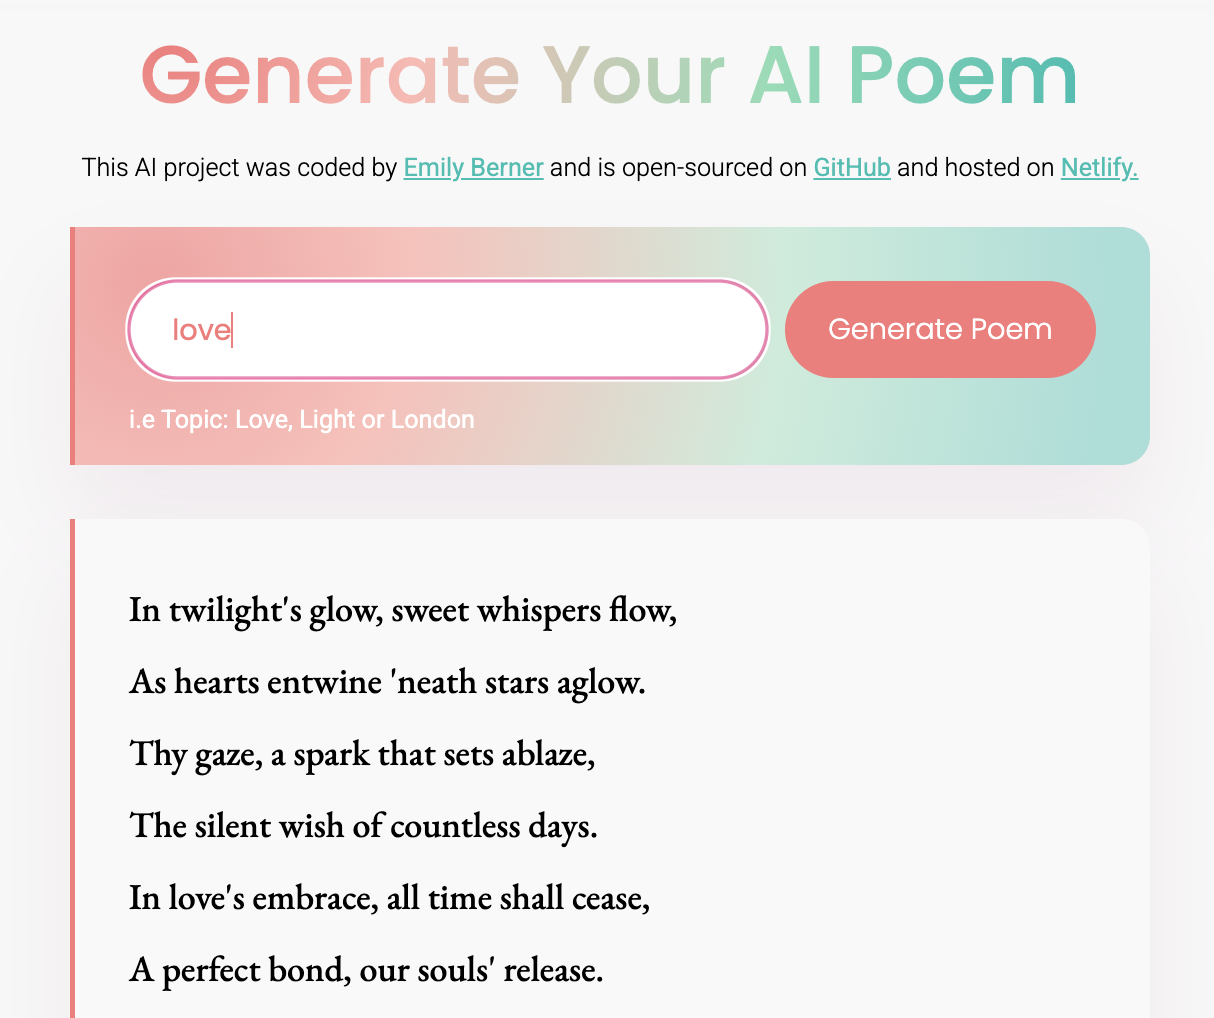 Generate Your AI Poem
This AI project was coded by Emily Berner and is open-sourced on GitHub and hosted on Netlify.
love
Generate Poem
i.e Topic: Love, Light or London
In twilight's glow, sweet whispers flow,
As hearts entwine 'neath stars aglow.
Thy gaze, a spark that sets ablaze,
The silent wish of countless days.
In love's embrace, all time shall cease,
A perfect bond, our souls' release.